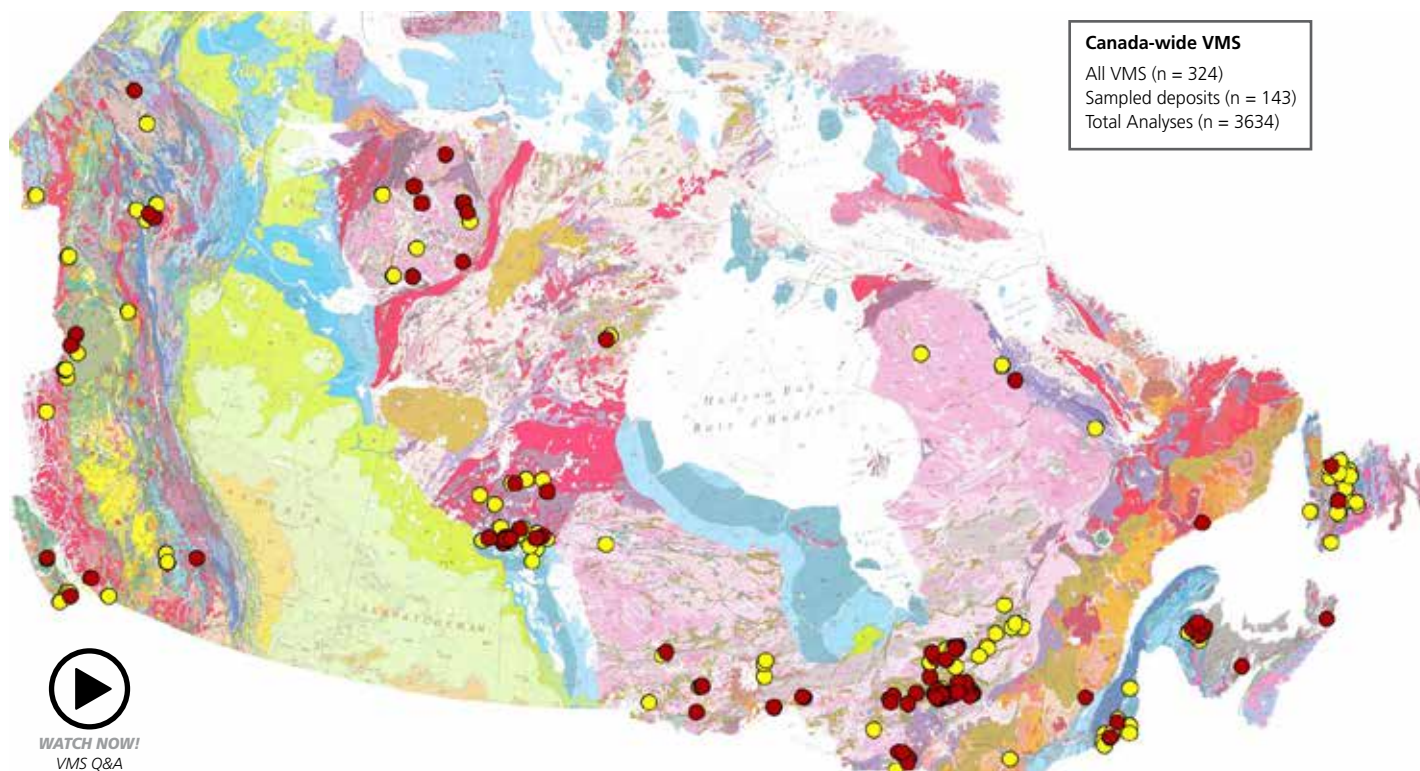 Canada-wide VMS
All VMS (n = 324)
Sampled deposits (n = 143)
Total Analyses (n = 3634)
Hudson Bay
Baie d'Hudson
WATCH NOW!
VMS Q&A